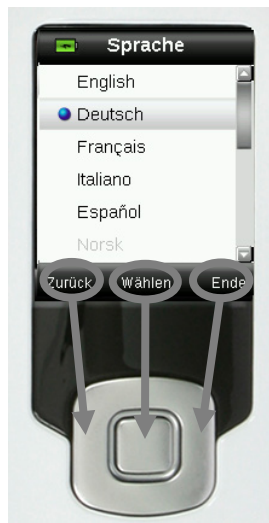 Sprache
English
Deutsch
Français
Italiano
Español
Norsk
Zurück Wählen Ende